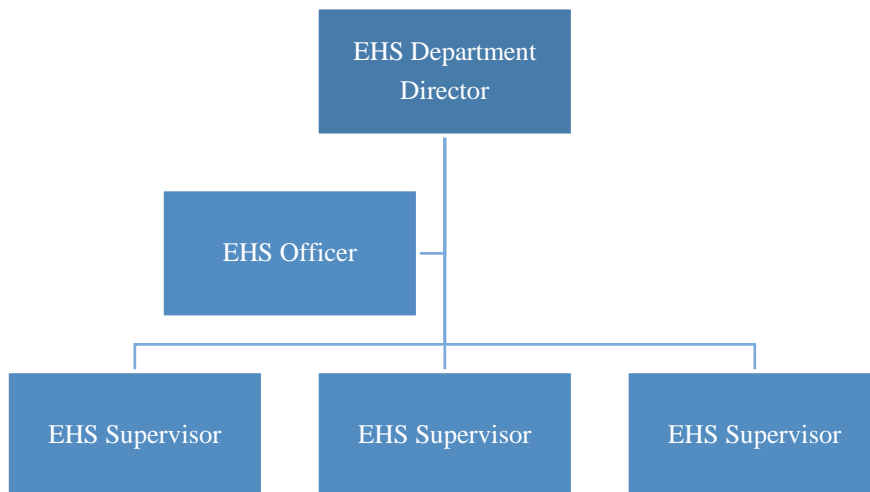 EHS Department
Director
EHS Officer
EHS Supervisor
EHS Supervisor
EHS Supervisor